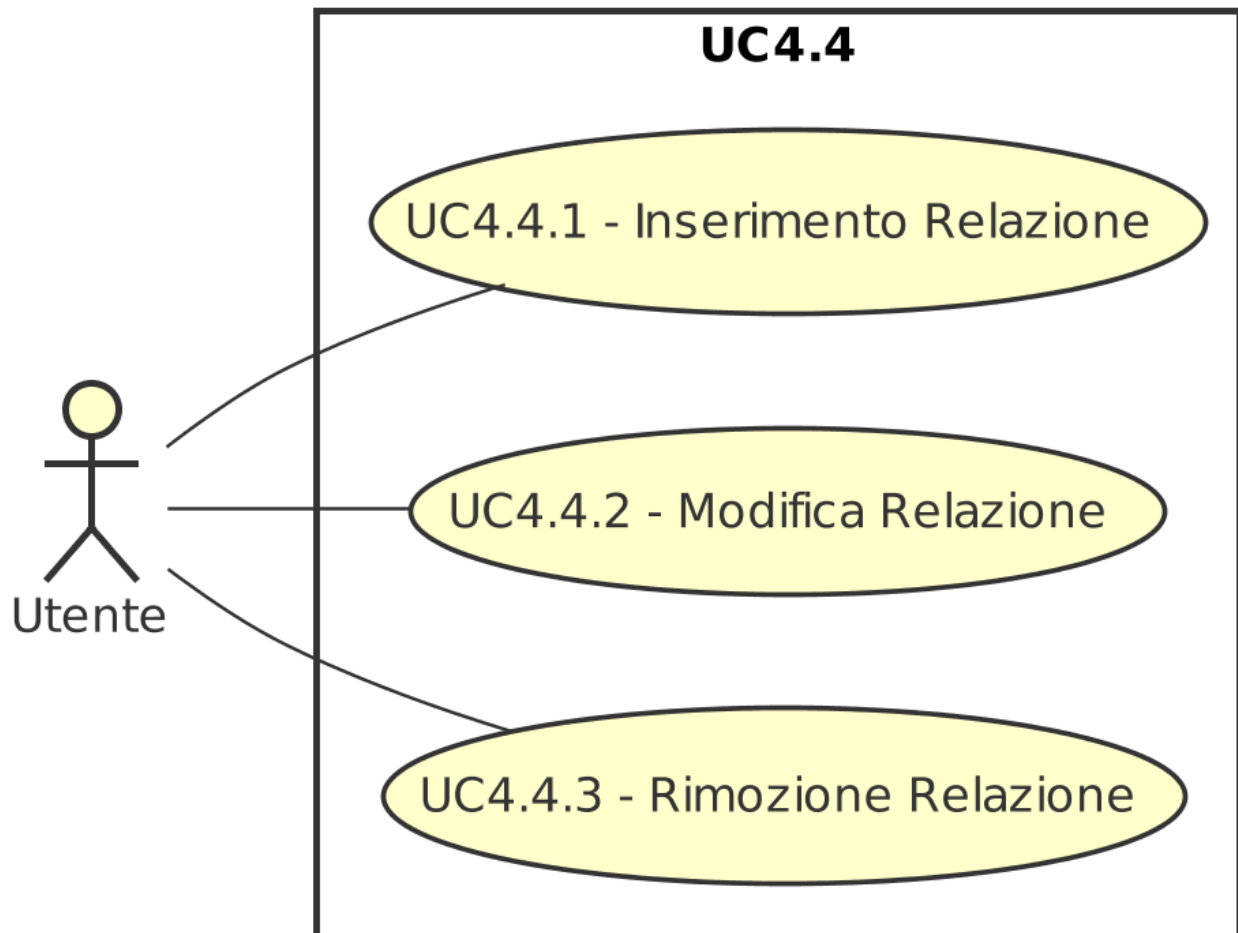 UC4.4
UC4.4.1 - Inserimento Relazione
UC4.4.2 - Modifica Relazione
Utente
UC4.4.3 - Rimozione Relazione